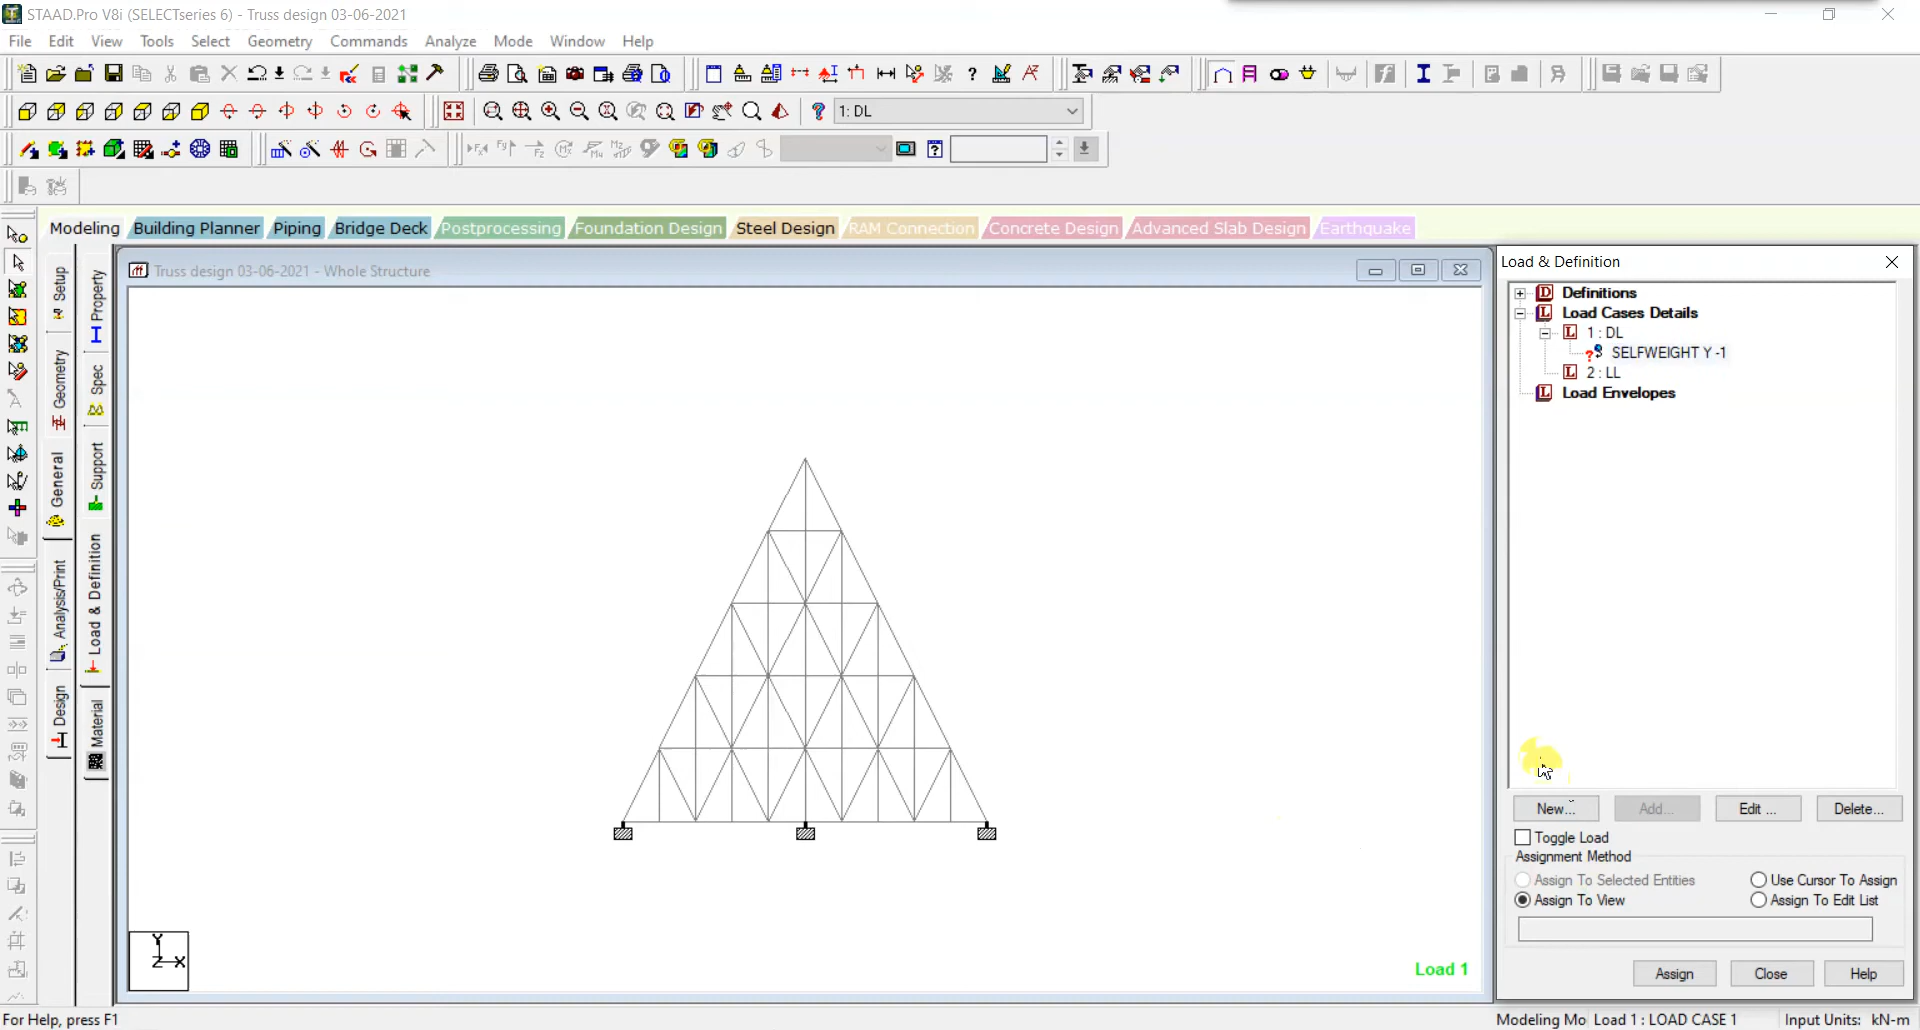 STAAD.Pro V8i (SELECTseries 6) - Truss design 03-06-2021
File Edit View Tools Select Geometry Commands Analyze Mode Window Help
1: DL
Modeling Building Planner Piping Bridge Deck Postprocessing Foundation Design Steel Design RAM Connection Concrete Design Advanced Slab Design Earthquake
Setup
Geometry
General
Analysis/Print
Design
Property
Spec
Support
Load & Definition
Material
Truss design 03-06-2021 - Whole Structure
Y
Z X
Load 1
Load & Definition
Definitions
Load Cases Details
1 : DL
SELFWEIGHT Y -1
2 : LL
Load Envelopes
New... Add... Edit ... Delete...
Toggle Load
Assignment Method
Assign To Selected Entities Use Cursor To Assign
Assign To View Assign To Edit List
Assign Close Help
For Help, press F1 Modeling Mo Load 1 : LOAD CASE 1 Input Units: kN-m